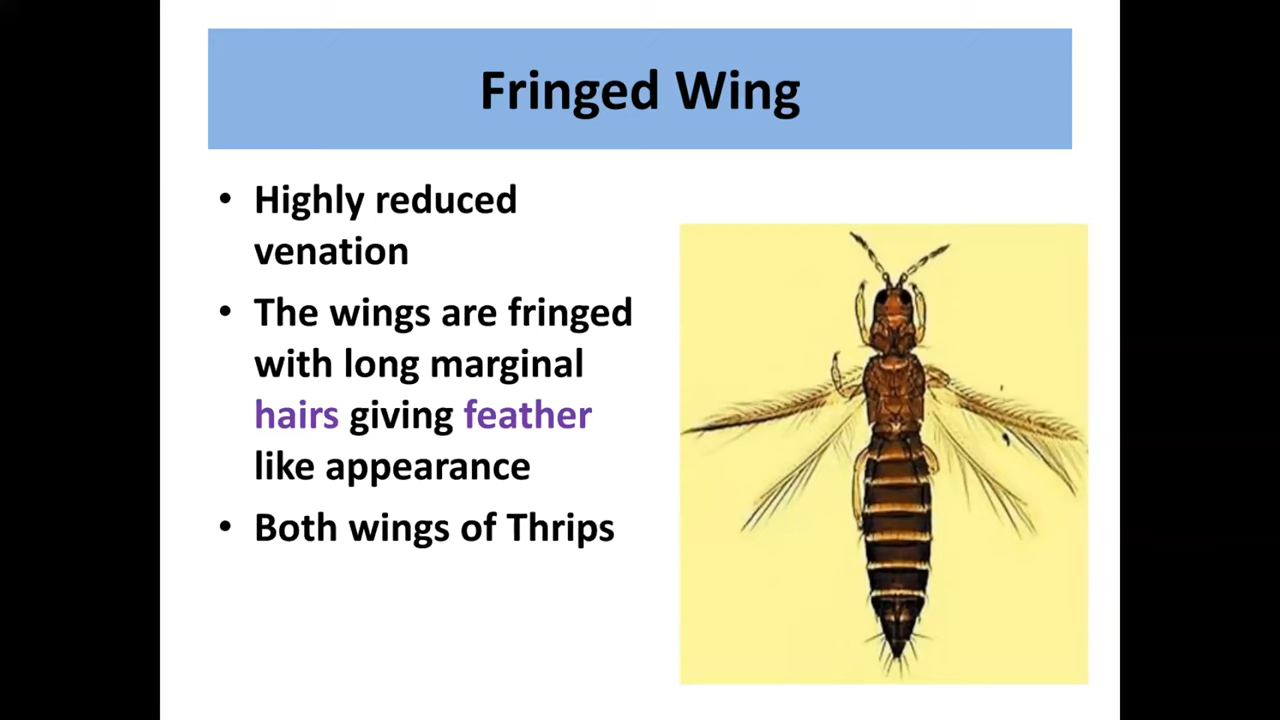 Fringed Wing
• Highly reduced
venation
• The wings are fringed
with long marginal
hairs giving feather
like appearance
• Both wings of Thrips